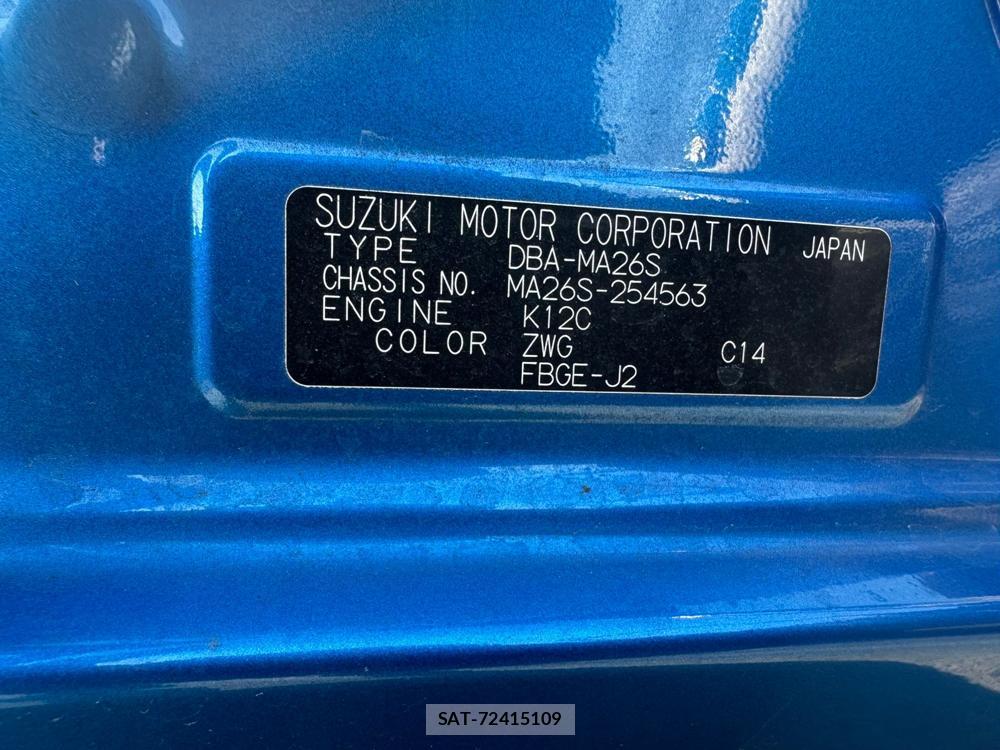 SUZUKI MOTOR CORPORATION JAPAN
TYPE DBA-MA26S
CHASSIS NO. MA26S-254563
ENGINE K12C
COLOR ZWG C14
FBGE-J2
SAT-72415109